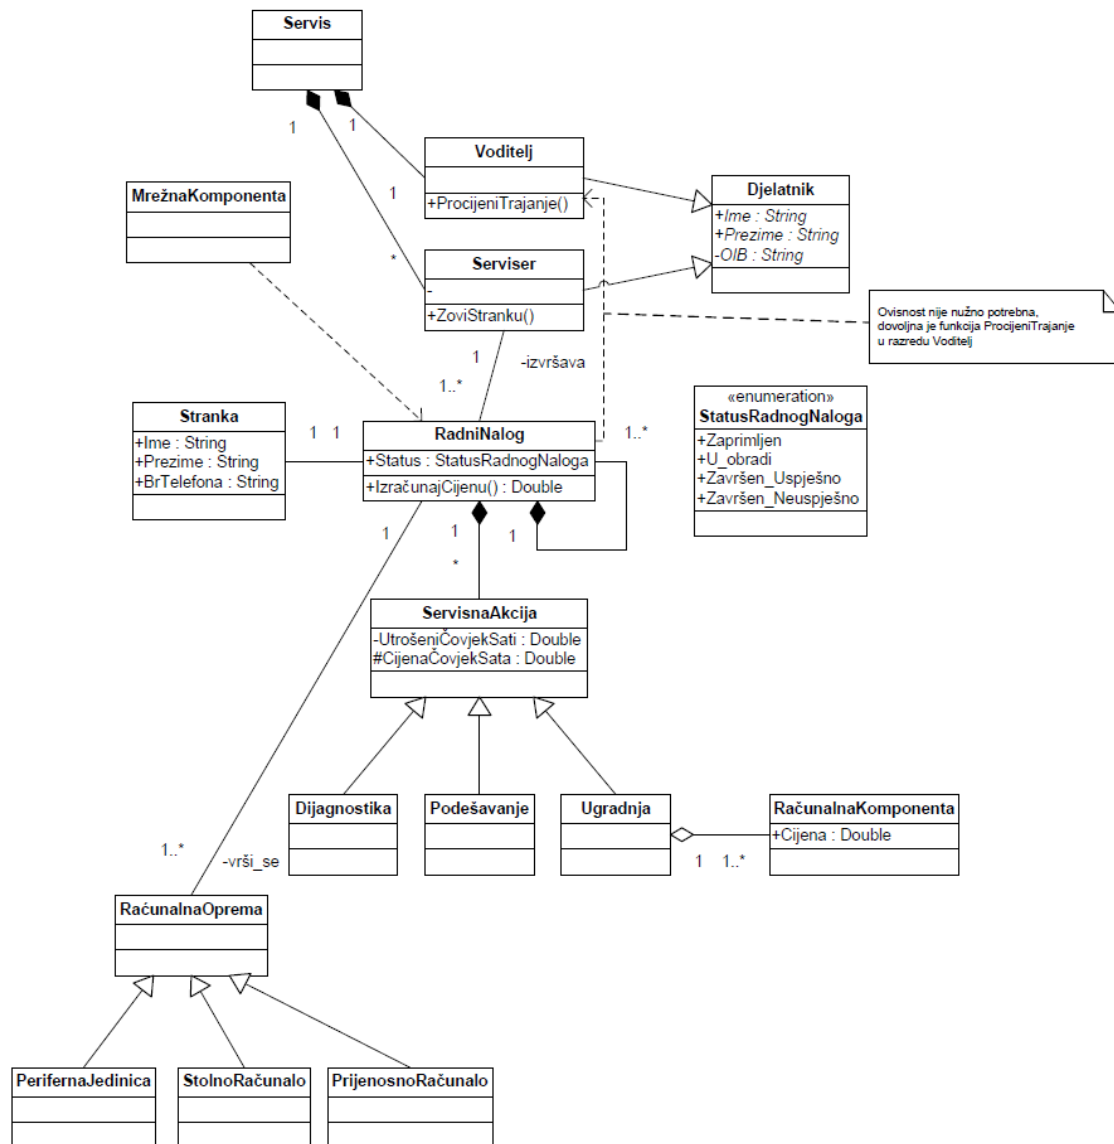 Servis
1
1
Voditelj
+ProcijeniTrajanje()
1
*
MrežnaKomponenta
Djelatnik
+Ime : String
+Prezime : String
-OIB : String
Serviser
-
+ZoviStranku()
Ovisnost nije nužno potrebna,
dovoljna je funkcija ProcijeniTrajanje
u razredu Voditelj
1
-izvršava
1..*
«enumeration»
StatusRadnogNaloga
+Zaprimljen
+U_obradi
+Završen_Uspješno
+Završen_Neuspješno
Stranka
+Ime : String
+Prezime : String
+BrTelefona : String
1
1
RadniNalog
+Status : StatusRadnogNaloga
+IzračunajCijenu() : Double
1..*
1
1
1
*
ServisnaAkcija
-UtrošeniČovjekSati : Double
#CijenaČovjekSata : Double
Dijagnostika
Podešavanje
Ugradnja
RačunalnaKomponenta
+Cijena : Double
1
1..*
1..*
-vrši_se
RaćunalnaOprema
PerifernaJedinica
StolnoRačunalo
PrijenosnoRačunalo